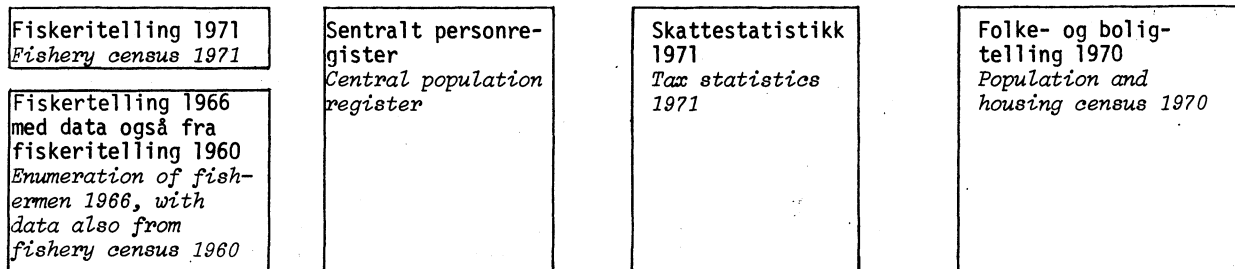 Fiskeritelling 1971
Fishery census 1971
Fiskertelling 1966
med data også fra
fiskeritelling 1960
Enumeration of fish-
ermen 1966, with
data also from
fishery census 1960
Sentralt personre-
gister
Central population
register
Skattestatistikk
1971
Tax statistics
1971
Folke- og bolig-
telling 1970
Population and
housing census 1970